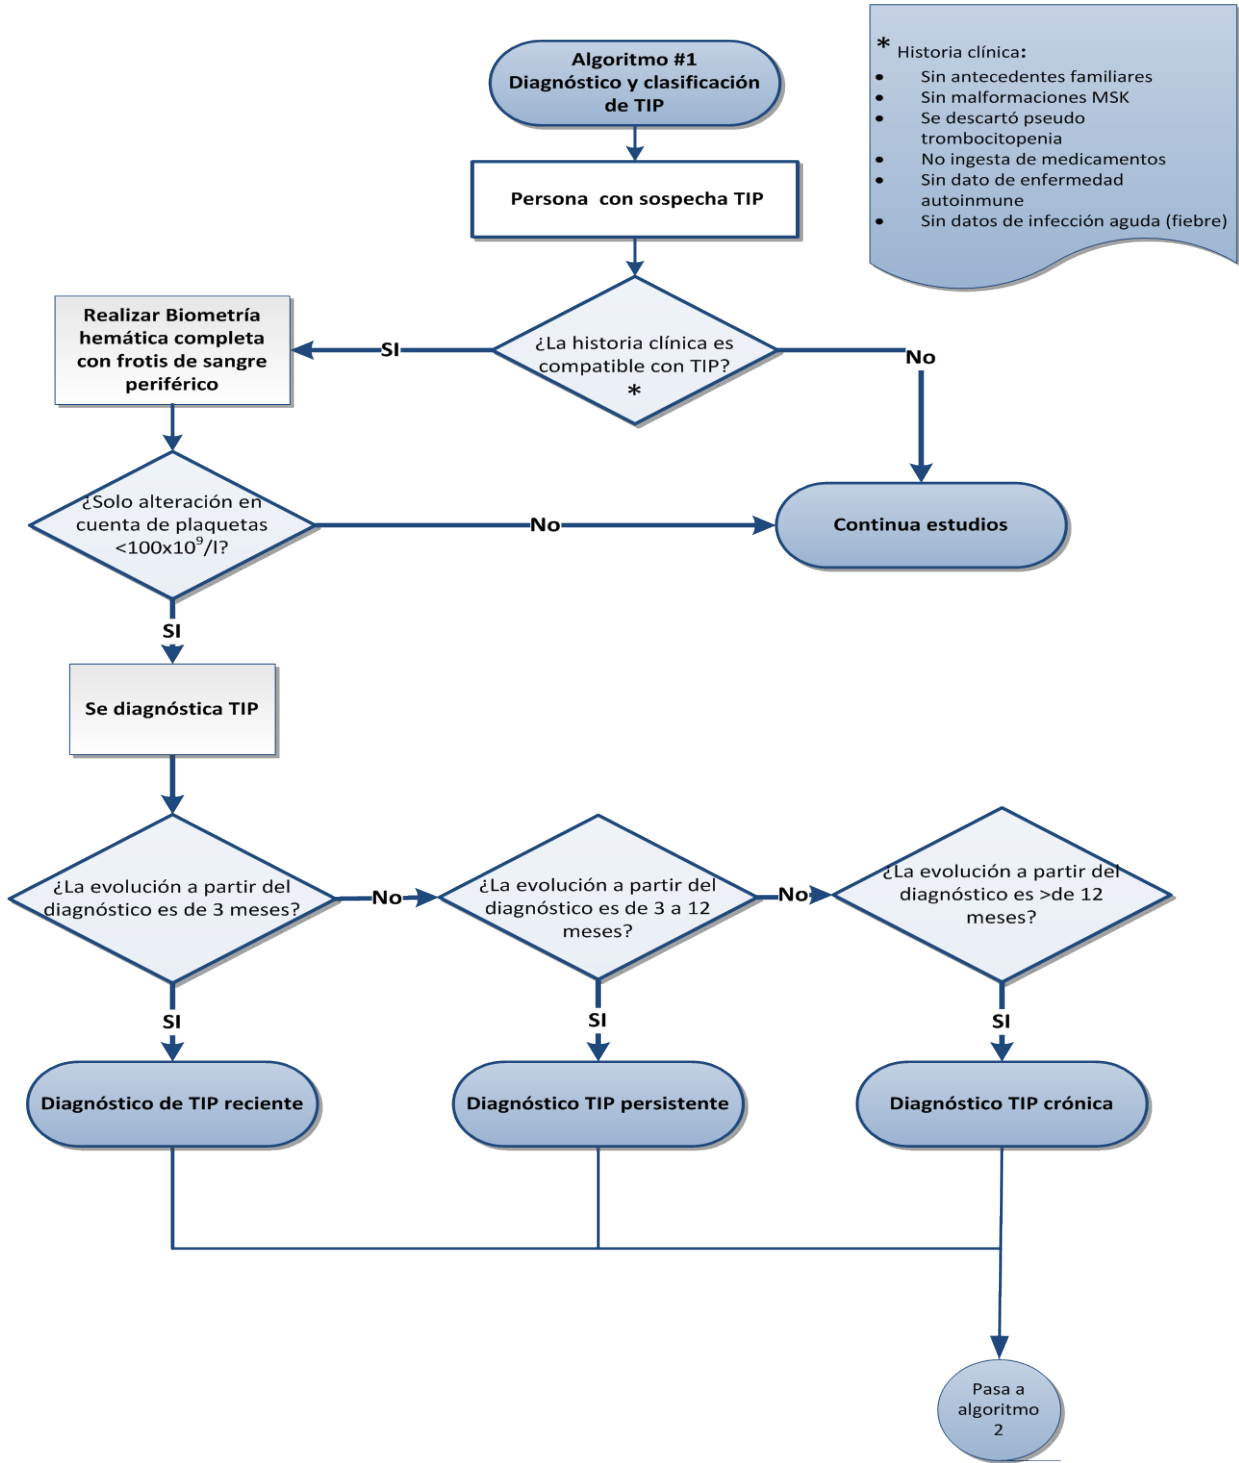 Algoritmo #1
Diagnóstico y clasificación
de TIP
* Historia clínica:
• Sin antecedentes familiares
• Sin malformaciones MSK
• Se descartó pseudo
trombocitopenia
• No ingesta de medicamentos
• Sin dato de enfermedad
autoinmune
• Sin datos de infección aguda (fiebre)
Persona con sospecha TIP
¿La historia clínica es
compatible con TIP?
*
SI
No
Realizar Biometría
hemática completa
con frotis de sangre
periférico
¿Solo alteración en
cuenta de plaquetas
<100x10⁹/l?
No
Continua estudios
SI
Se diagnóstica TIP
¿La evolución a partir del
diagnóstico es de 3 meses?
No
¿La evolución a partir del
diagnóstico es de 3 a 12
meses?
No
¿La evolución a partir del
diagnóstico es >de 12
meses?
SI
SI
SI
Diagnóstico de TIP reciente
Diagnóstico TIP persistente
Diagnóstico TIP crónica
Pasa a
algoritmo
2